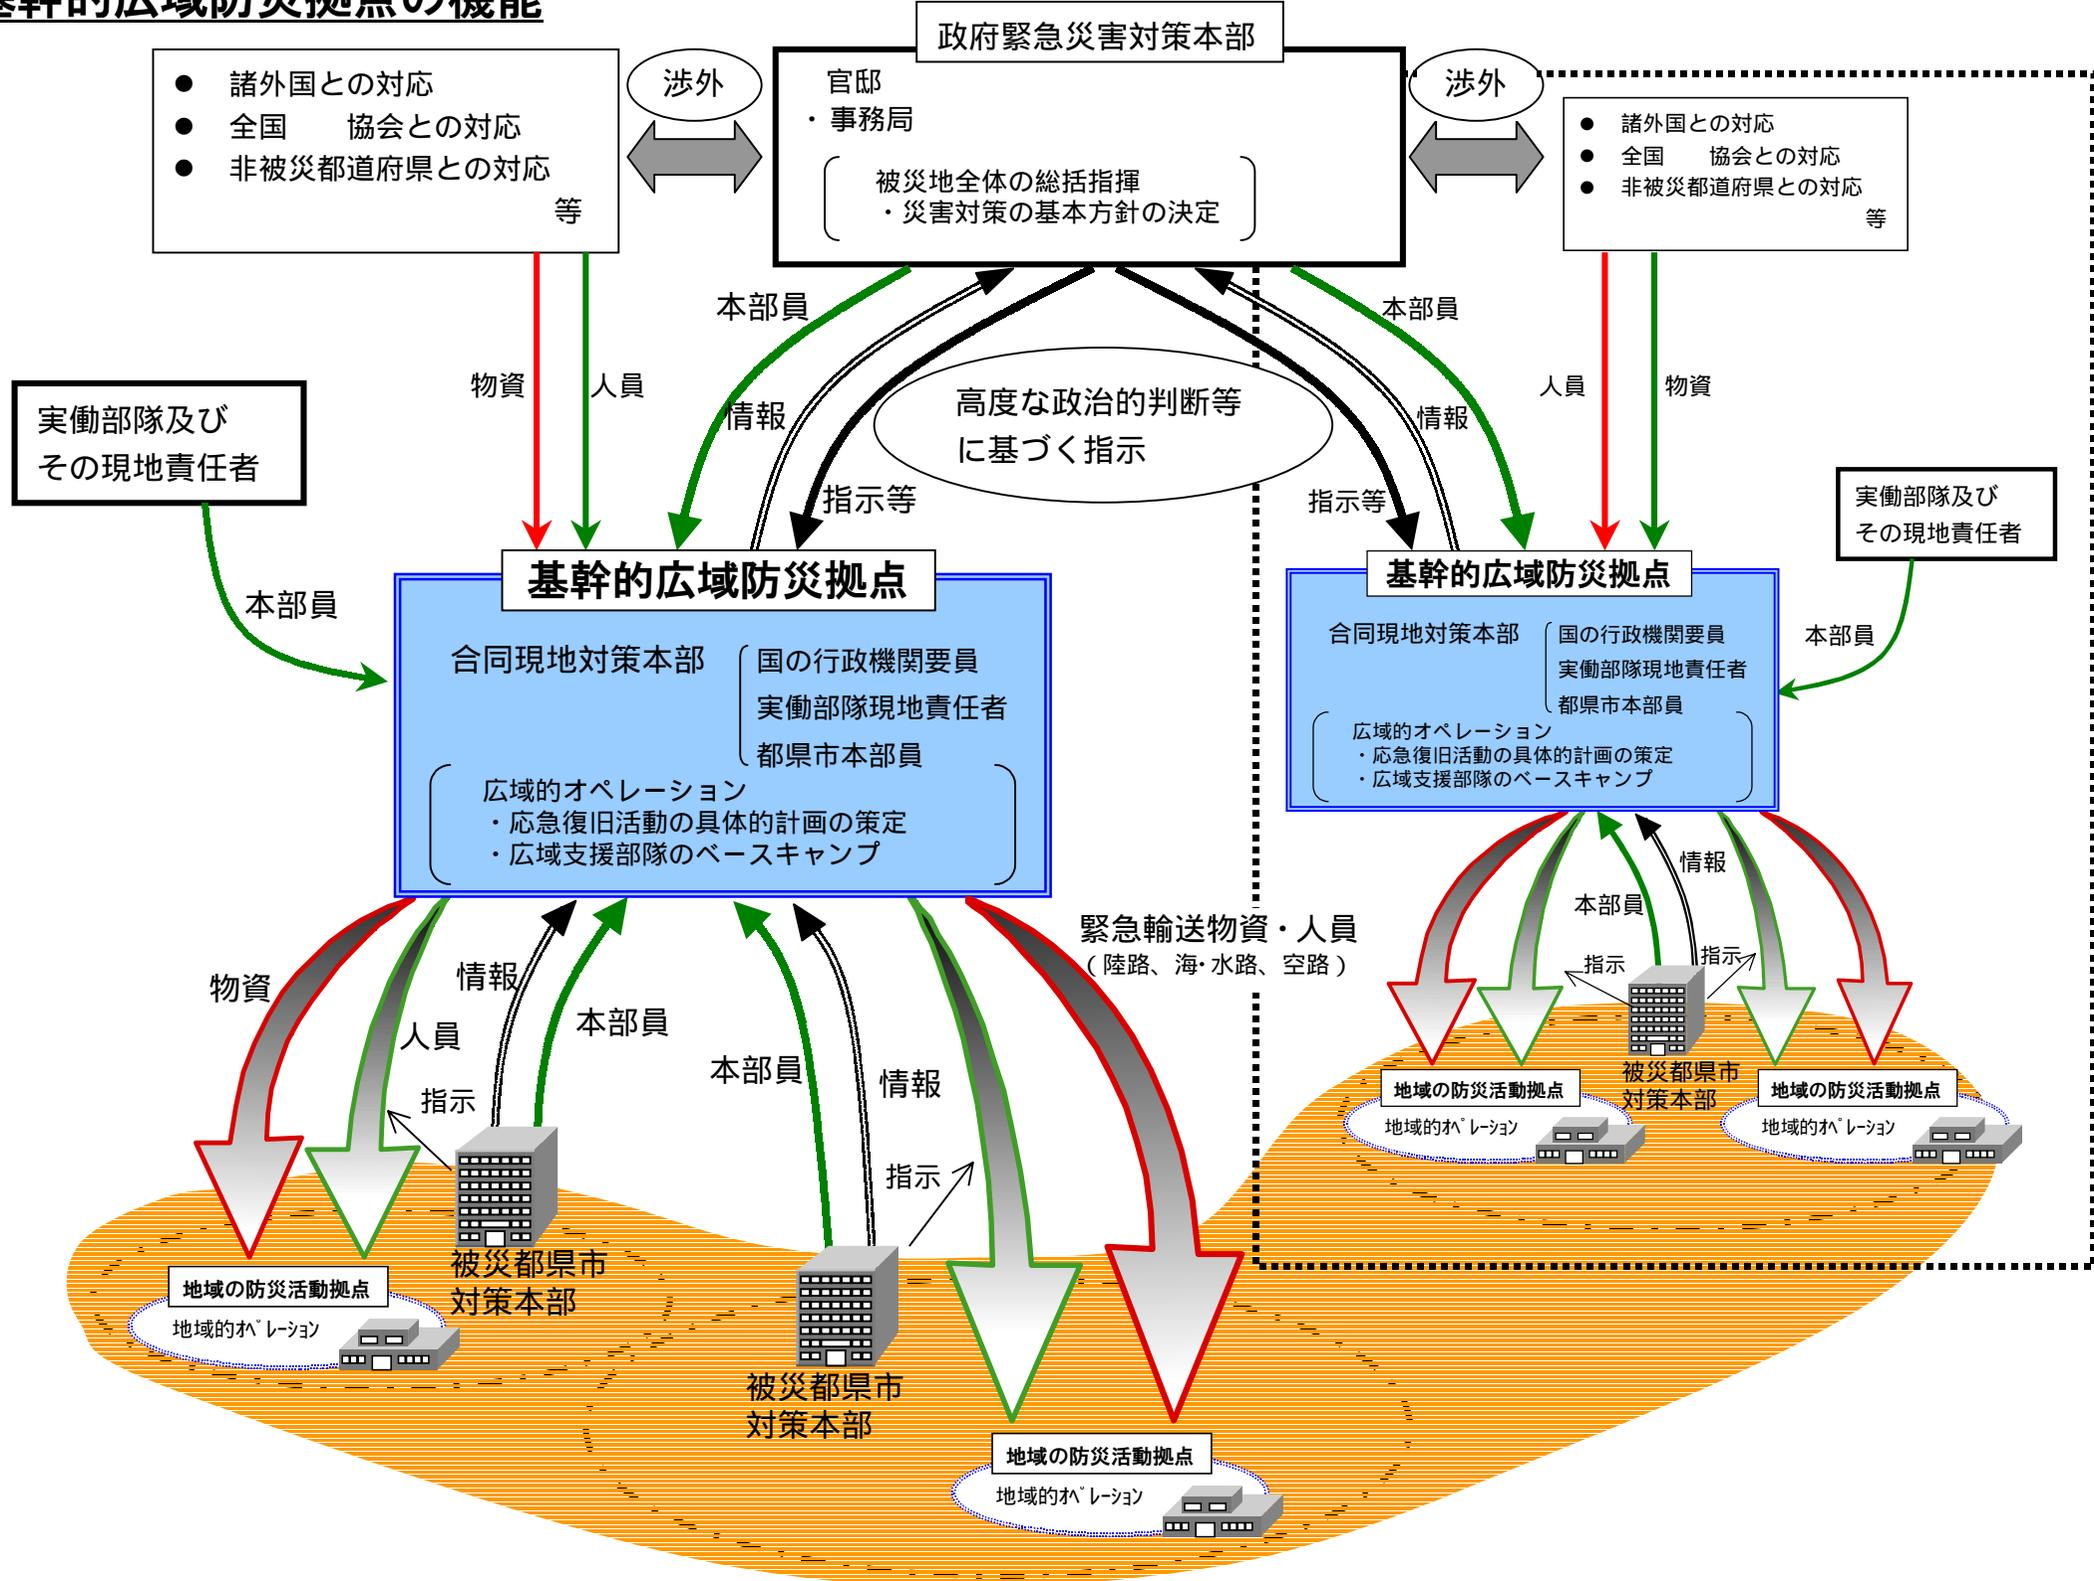 基幹的広域防災拠点の機能
政府緊急災害対策本部
官邸
・事務局
被災地全体の総括指揮
・災害対策の基本方針の決定
渉外
渉外
● 諸外国との対応
● 全国　　協会との対応
● 非被災都道府県との対応
等
● 諸外国との対応
● 全国　　協会との対応
● 非被災都道府県との対応
等
本部員
本部員
物資
人員
情報
高度な政治的判断等
に基づく指示
情報
人員
物資
指示等
指示等
実働部隊及び
その現地責任者
実働部隊及び
その現地責任者
本部員
本部員
基幹的広域防災拠点
合同現地対策本部
国の行政機関要員
実働部隊現地責任者
都県市本部員
広域的オペレーション
・応急復旧活動の具体的計画の策定
・広域支援部隊のベースキャンプ
基幹的広域防災拠点
合同現地対策本部
国の行政機関要員
実働部隊現地責任者
都県市本部員
広域的オペレーション
・応急復旧活動の具体的計画の策定
・広域支援部隊のベースキャンプ
緊急輸送物資・人員
（陸路、海・水路、空路）
物資
人員
情報
本部員
指示
本部員
情報
指示
被災都県市
対策本部
地域の防災活動拠点
地域的ｵﾍﾟﾚｰｼｮﾝ
被災都県市
対策本部
地域の防災活動拠点
地域的ｵﾍﾟﾚｰｼｮﾝ
情報
本部員
指示
指示
被災都県市
対策本部
地域の防災活動拠点
地域的ｵﾍﾟﾚｰｼｮﾝ
地域の防災活動拠点
地域的ｵﾍﾟﾚｰｼｮﾝ